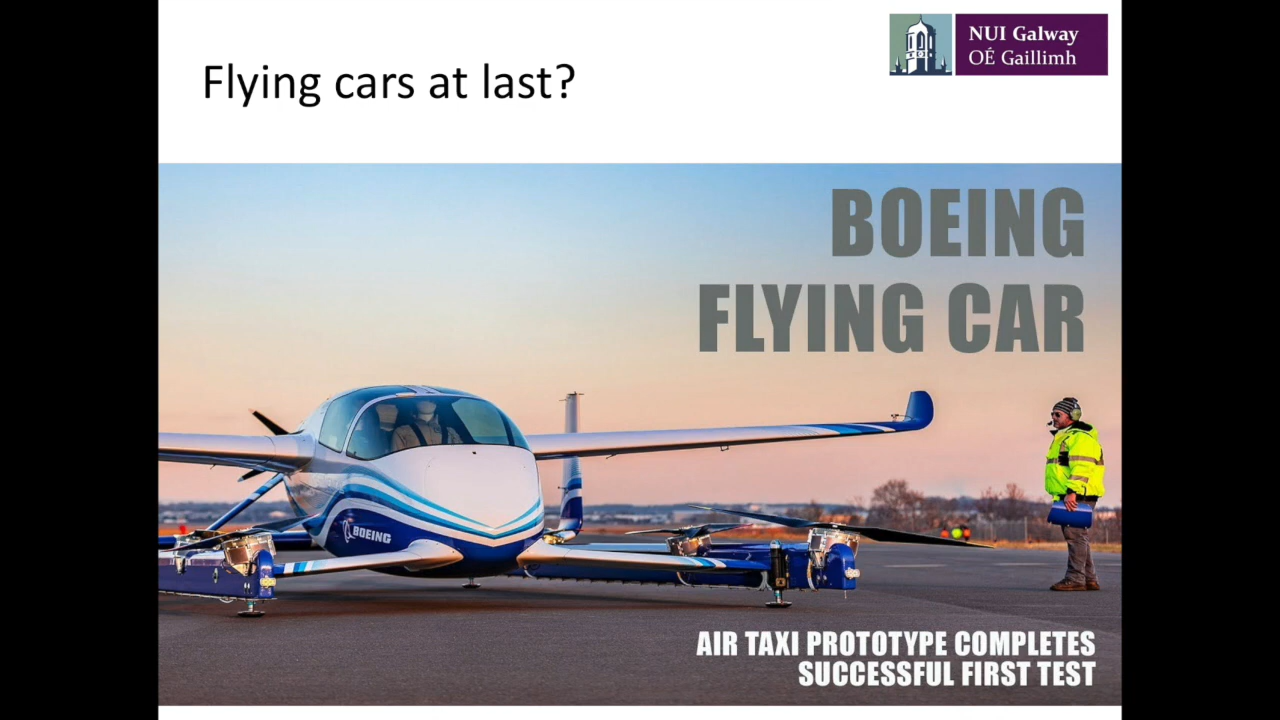 Flying cars at last?
NUI Galway
OÉ Gaillimh
BOEING
FLYING CAR
BOEING
AIR TAXI PROTOTYPE COMPLETES
SUCCESSFUL FIRST TEST